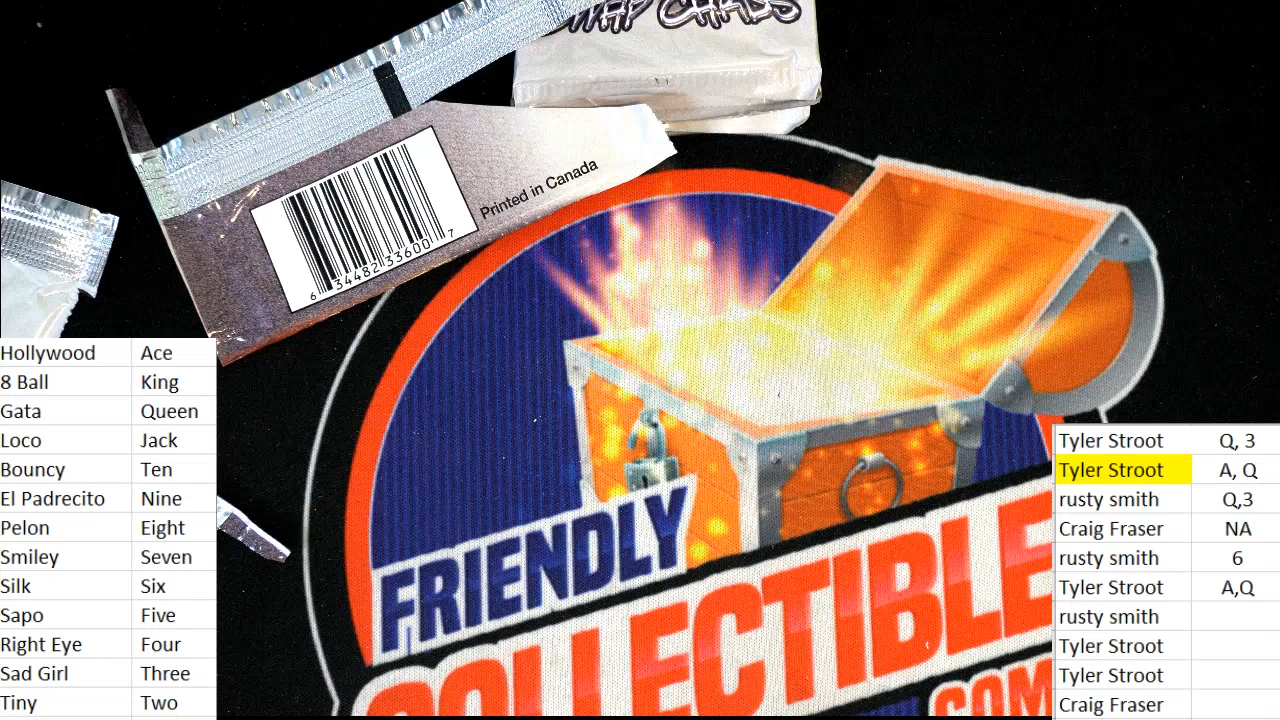 SWAP CHASS
Printed in Canada
6 34482 33600 7
Hollywood Ace
8 Ball King
Gata Queen
Loco Jack
Bouncy Ten
El Padrecito Nine
Pelon Eight
Smiley Seven
Silk Six
Sapo Five
Right Eye Four
Sad Girl Three
Tiny Two
FRIENDLY
COLLECTIBLE
.COM
Tyler Stroot Q, 3
Tyler Stroot A, Q
rusty smith Q,3
Craig Fraser NA
rusty smith 6
Tyler Stroot A,Q
rusty smith
Tyler Stroot
Tyler Stroot
Craig Fraser